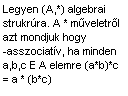 Legyen (A,*) algebrai
strukrúra. A * műveletről
azt mondjuk hogy
-asszociatív, ha minden
a,b,c E A elemre (a*b)*c
= a * (b*c)